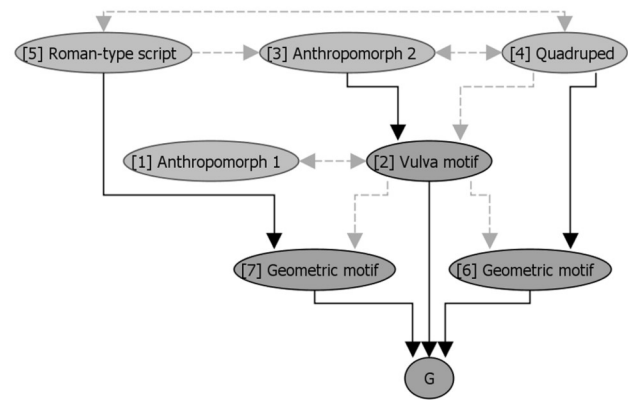 [5] Roman-type script
[3] Anthropomorph 2
[4] Quadruped
[1] Anthropomorph 1
[2] Vulva motif
[7] Geometric motif
[6] Geometric motif
G